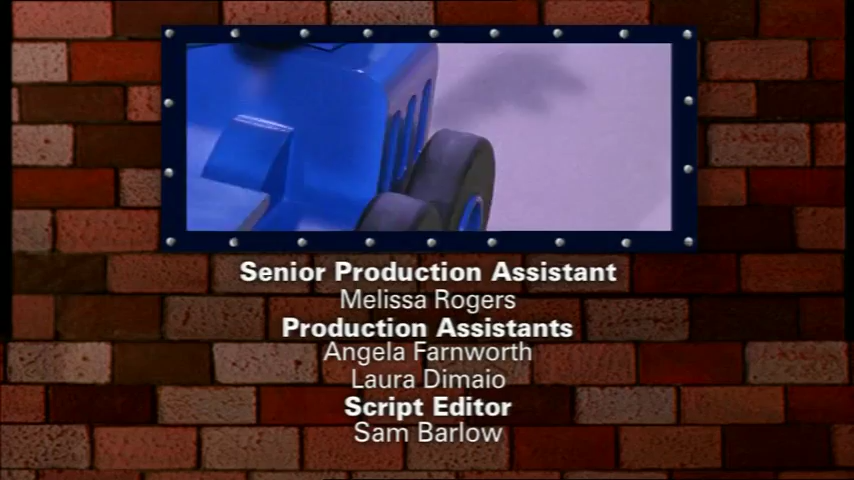 Senior Production Assistant
Melissa Rogers
Production Assistants
Angela Farnworth
Laura Dimaio
Script Editor
Sam Barlow